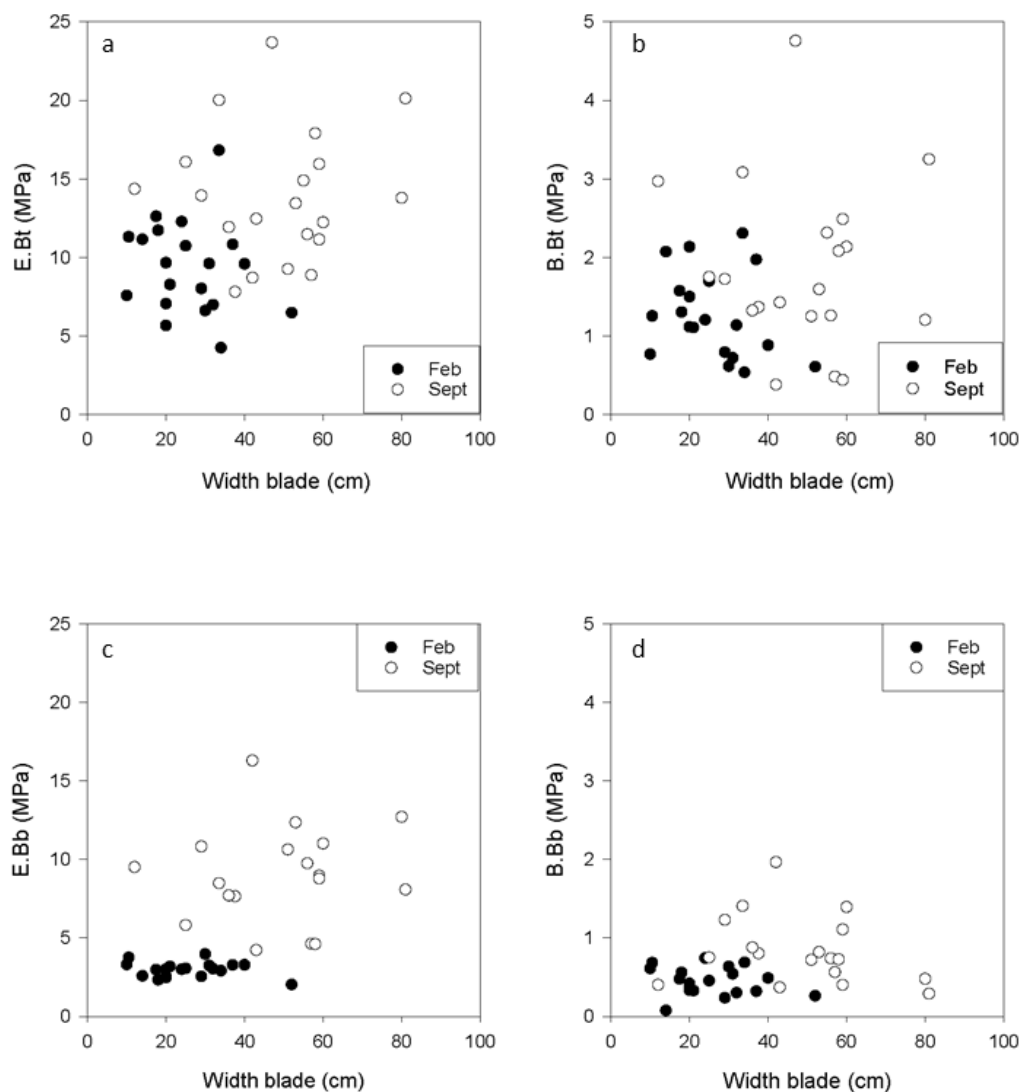 a
25
20
15
10
5
0
E.Bt (MPa)
Feb
Sept
0 20 40 60 80 100
Width blade (cm)
b
5
4
3
2
1
0
B.Bt (MPa)
Feb
Sept
0 20 40 60 80 100
Width blade (cm)
c
25
20
15
10
5
0
E.Bb (MPa)
Feb
Sept
0 20 40 60 80 100
Width blade (cm)
d
5
4
3
2
1
0
B.Bb (MPa)
Feb
Sept
0 20 40 60 80 100
Width blade (cm)